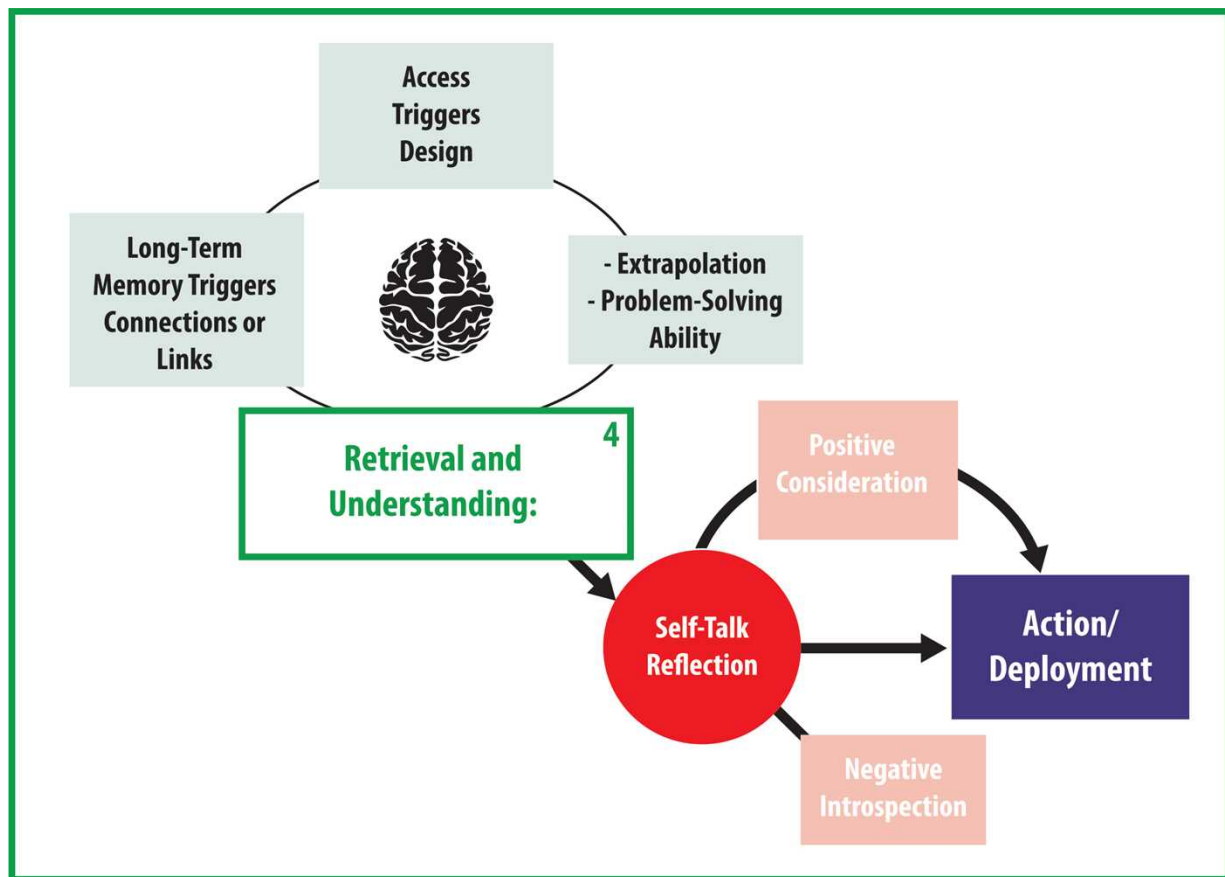 Access
Triggers
Design
Long-Term
Memory Triggers
Connections or
Links
- Extrapolation
- Problem-Solving
Ability
4
Retrieval and
Understanding:
Positive
Consideration
Self-Talk
Reflection
Action/
Deployment
Negative
Introspection